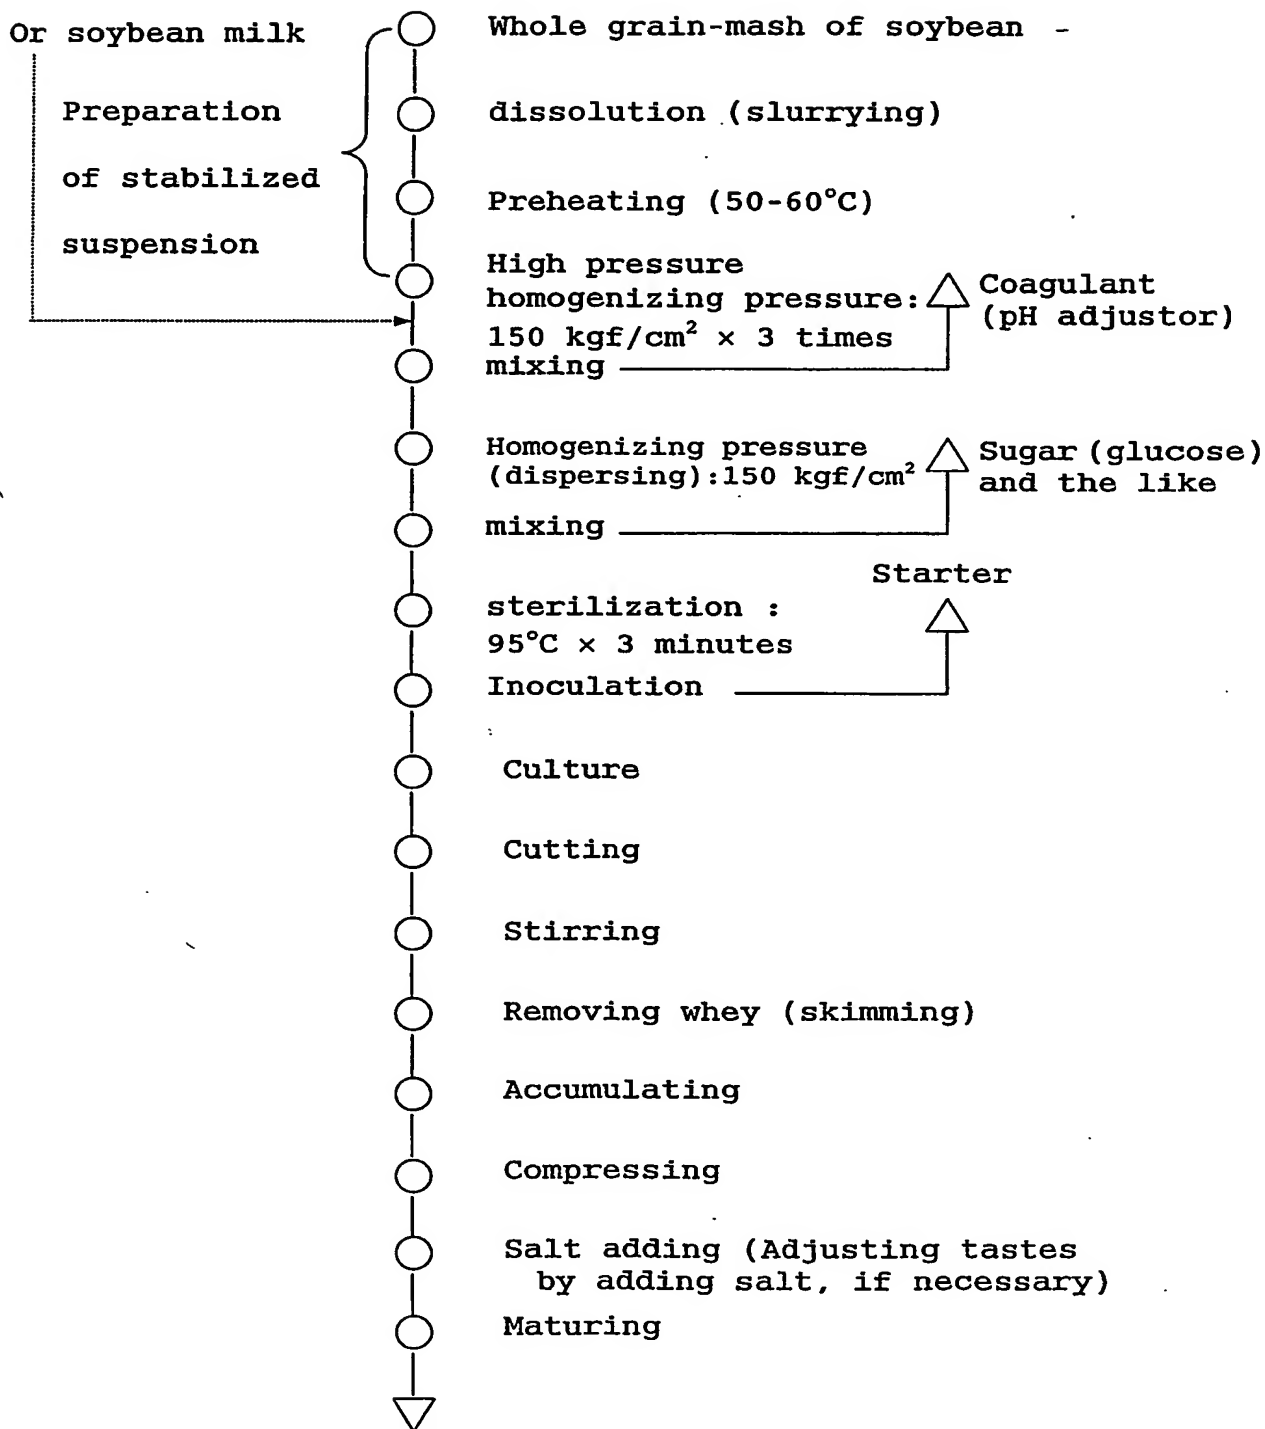 Or soybean milk
Whole grain-mash of soybean
Preparation
of stabilized
suspension
dissolution (slurrying)
Preheating (50-60°C)
High pressure
homogenizing pressure:
150 kgf/cm² × 3 times
Coagulant
(pH adjustor)
mixing
Homogenizing pressure
(dispersing):150 kgf/cm²
Sugar (glucose)
and the like
mixing
Starter
sterilization :
95°C × 3 minutes
Inoculation
Culture
Cutting
Stirring
Removing whey (skimming)
Accumulating
Compressing
Salt adding (Adjusting tastes
by adding salt, if necessary)
Maturing